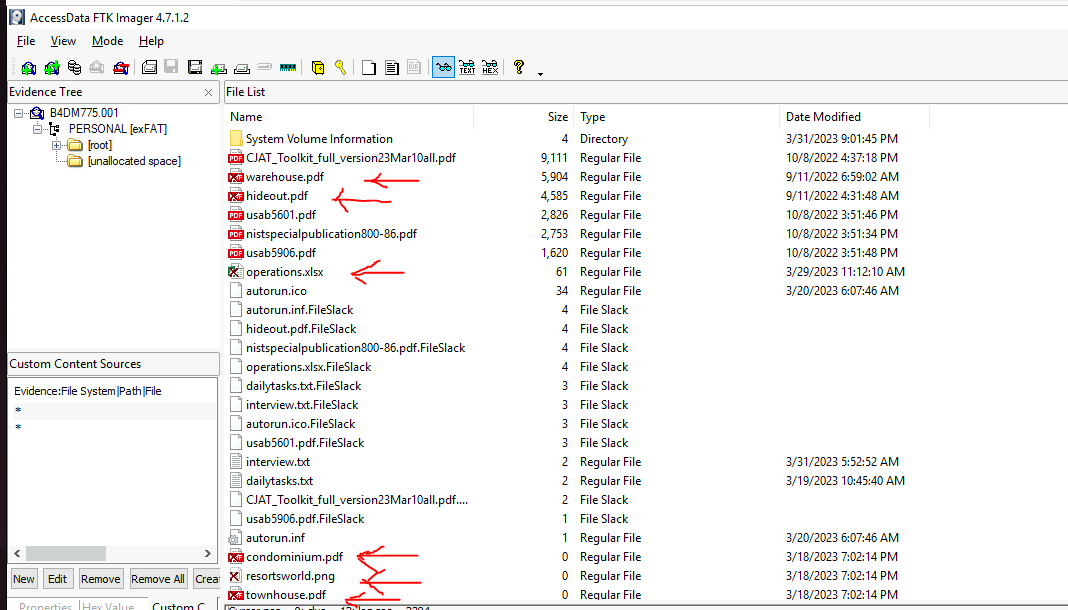 AccessData FTK Imager 4.7.1.2
File View Mode Help
Evidence Tree
B4DM775.001
PERSONAL [exFAT]
[root]
[unallocated space]
Custom Content Sources
Evidence:File System|Path|File
*
*
New Edit Remove Remove All Crea
Properties Hex Value Custom C
File List
Name Size Type Date Modified
System Volume Information 4 Directory 3/31/2023 9:01:45 PM
CJAT_Toolkit_full_version23Mar10all.pdf 9,111 Regular File 10/8/2022 4:37:18 PM
warehouse.pdf 5,904 Regular File 9/11/2022 6:59:02 AM
hideout.pdf 4,585 Regular File 9/11/2022 4:31:48 AM
usab5601.pdf 2,826 Regular File 10/8/2022 3:51:46 PM
nistspecialpublication800-86.pdf 2,753 Regular File 10/8/2022 3:51:34 PM
usab5906.pdf 1,620 Regular File 10/8/2022 3:51:48 PM
operations.xlsx 61 Regular File 3/29/2023 11:12:10 AM
autorun.ico 34 Regular File 3/20/2023 6:07:46 AM
autorun.inf.FileSlack 4 File Slack
hideout.pdf.FileSlack 4 File Slack
nistspecialpublication800-86.pdf.FileSlack 4 File Slack
operations.xlsx.FileSlack 4 File Slack
dailytasks.txt.FileSlack 3 File Slack
interview.txt.FileSlack 3 File Slack
autorun.ico.FileSlack 3 File Slack
usab5601.pdf.FileSlack 3 File Slack
interview.txt 2 Regular File 3/31/2023 5:52:52 AM
dailytasks.txt 2 Regular File 3/19/2023 10:45:40 AM
CJAT_Toolkit_full_version23Mar10all.pdf.... 2 File Slack
usab5906.pdf.FileSlack 1 File Slack
autorun.inf 1 Regular File 3/20/2023 6:07:46 AM
condominium.pdf 0 Regular File 3/18/2023 7:02:14 PM
resortsworld.png 0 Regular File 3/18/2023 7:02:14 PM
townhouse.pdf 0 Regular File 3/18/2023 7:02:14 PM